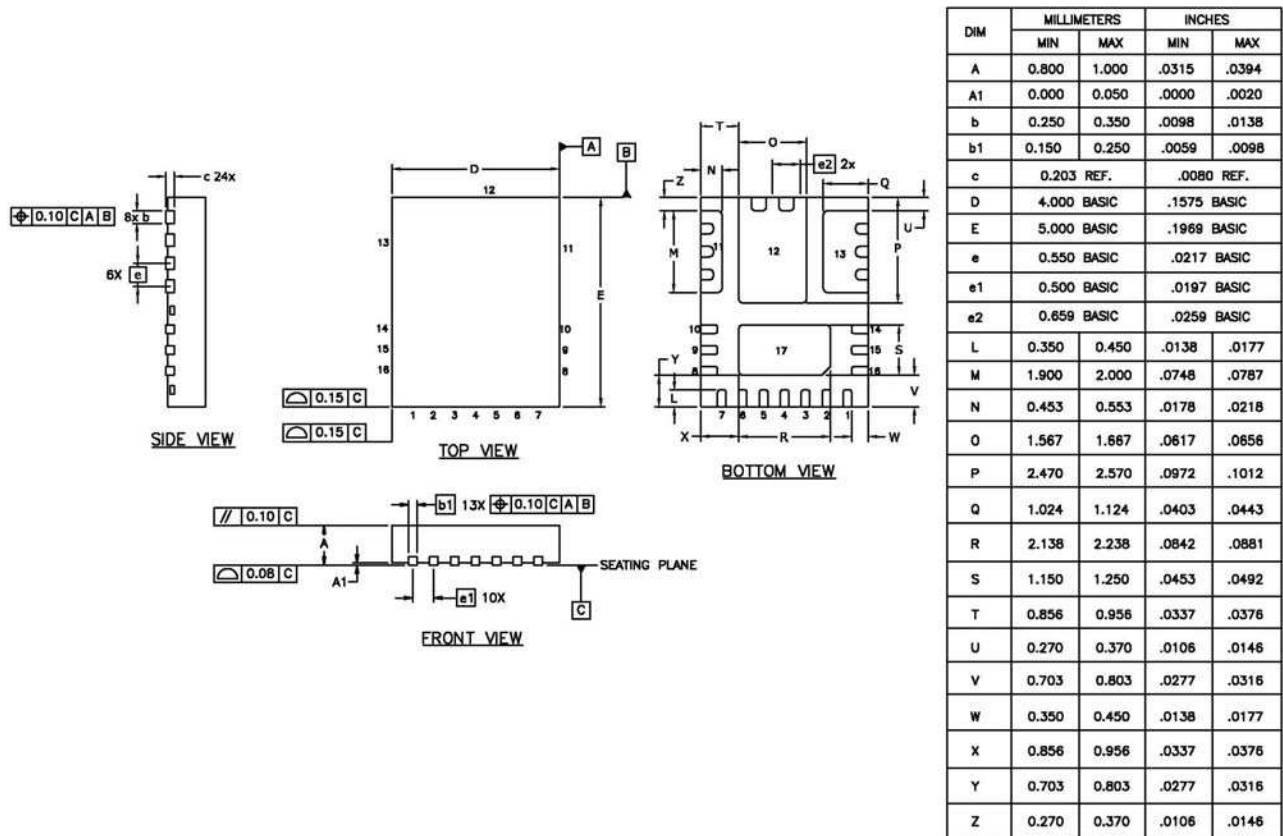 DIM MILLIMETERS INCHES
MIN MAX MIN MAX
A 0.800 1.000 .0315 .0394
A1 0.000 0.050 .0000 .0020
b 0.250 0.350 .0098 .0138
b1 0.150 0.250 .0059 .0098
c 0.203 REF. .0080 REF.
D 4.000 BASIC .1575 BASIC
E 5.000 BASIC .1969 BASIC
e 0.550 BASIC .0217 BASIC
e1 0.500 BASIC .0197 BASIC
e2 0.659 BASIC .0259 BASIC
L 0.350 0.450 .0138 .0177
M 1.900 2.000 .0748 .0787
N 0.453 0.553 .0178 .0218
O 1.567 1.667 .0617 .0656
P 2.470 2.570 .0972 .1012
Q 1.024 1.124 .0403 .0443
R 2.138 2.238 .0842 .0881
S 1.150 1.250 .0453 .0492
T 0.856 0.956 .0337 .0376
U 0.270 0.370 .0106 .0146
V 0.703 0.803 .0277 .0316
W 0.350 0.450 .0138 .0177
X 0.856 0.956 .0337 .0376
Y 0.703 0.803 .0277 .0316
Z 0.270 0.370 .0106 .0146
c 24x
⌖ 0.10 C A B
8x b
6X e
SIDE VIEW
D
A
B
12
13
11
E
14
10
15
9
16
8
⌓ 0.15 C
⌓ 0.15 C
1 2 3 4 5 6 7
TOP VIEW
T
O
e2 2x
N
Z
Q
U
M
11
12
13
P
10
14
9
17
15
S
8
16
Y
L
V
7 6 5 4 3 2 1
X
R
W
BOTTOM VIEW
b1 13X ⌖ 0.10 C A B
// 0.10 C
A
⌓ 0.08 C
A1
SEATING PLANE
e1 10X
C
FRONT VIEW